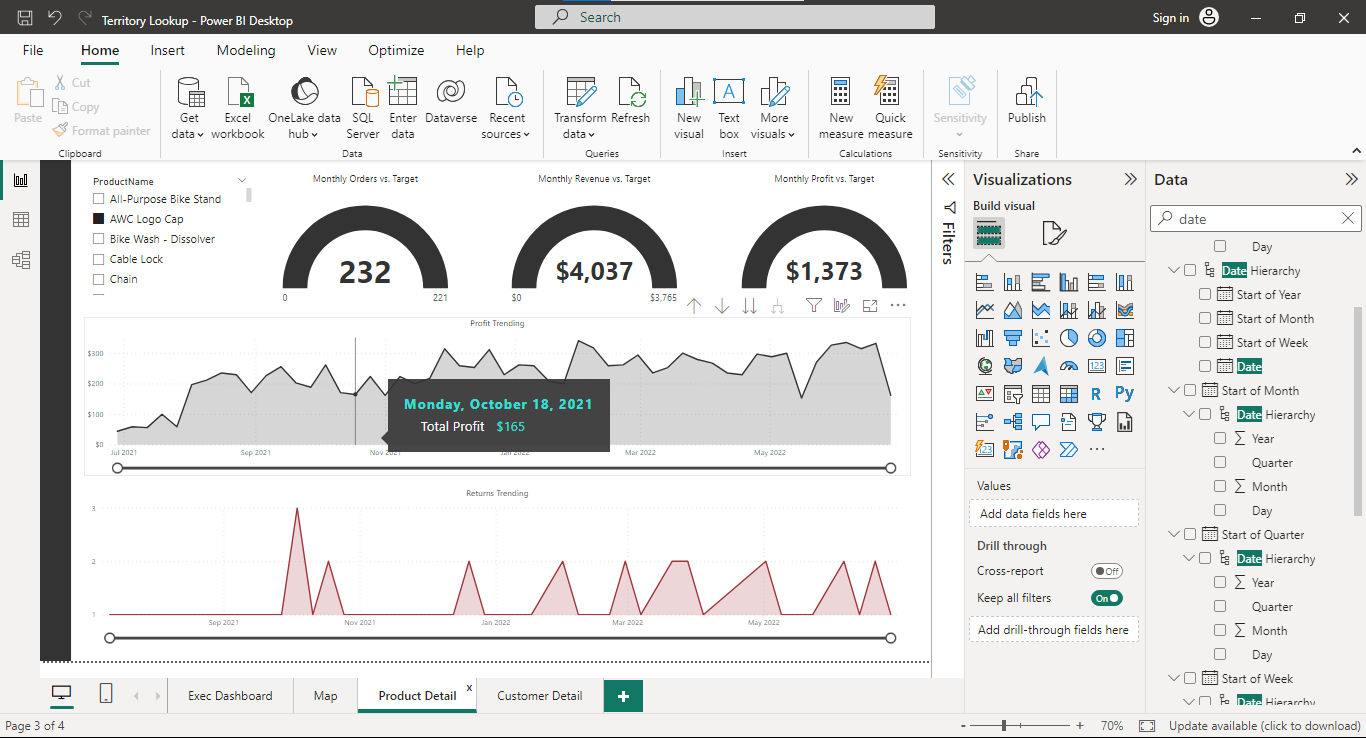 Territory Lookup - Power BI Desktop
Search
Sign in
File
Home
Insert
Modeling
View
Optimize
Help
Paste
Cut
Copy
Format painter
Clipboard
Get data
Excel workbook
OneLake data hub
SQL Server
Enter data
Dataverse
Recent sources
Data
Transform data
Refresh
Queries
New visual
Text box
A
More visuals
Insert
New measure
Quick measure
Calculations
Sensitivity
Sensitivity
Publish
Share
ProductName
All-Purpose Bike Stand
AWC Logo Cap
Bike Wash - Dissolver
Cable Lock
Chain
Monthly Orders vs. Target
232
0
221
Monthly Revenue vs. Target
$4,037
$0
$3,765
Monthly Profit vs. Target
$1,373
Profit Trending
$300
$200
$100
$0
Jul 2021
Sep 2021
Nov 2021
Jan 2022
Mar 2022
May 2022
Monday, October 18, 2021
Total Profit $165
Returns Trending
3
2
1
Sep 2021
Nov 2021
Jan 2022
Mar 2022
May 2022
Filters
Visualizations
Build visual
123
R
Py
123
Values
Add data fields here
Drill through
Cross-report
Off
Keep all filters
On
Add drill-through fields here
Data
date
Day
Date Hierarchy
Start of Year
Start of Month
Start of Week
Date
Start of Month
Date Hierarchy
Year
Quarter
Month
Day
Start of Quarter
Date Hierarchy
Year
Quarter
Month
Day
Start of Week
Date Hierarchy
Exec Dashboard
Map
Product Detail
x
Customer Detail
+
Page 3 of 4
- +
70%
Update available (click to download)